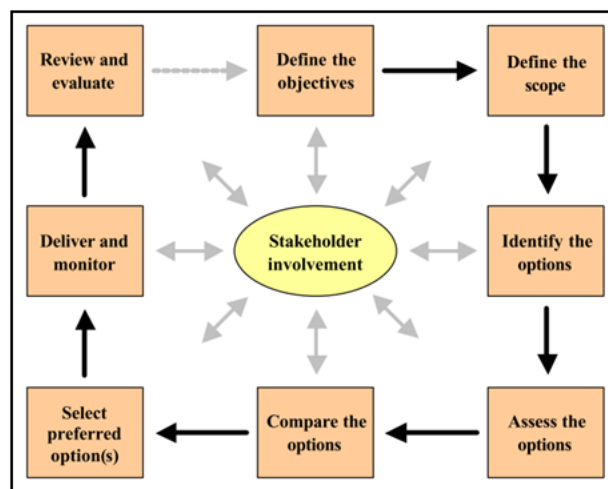 Review and
evaluate
Define the
objectives
Define the
scope
Deliver and
monitor
Stakeholder
involvement
Identify the
options
Select
preferred
option(s)
Compare the
options
Assess the
options